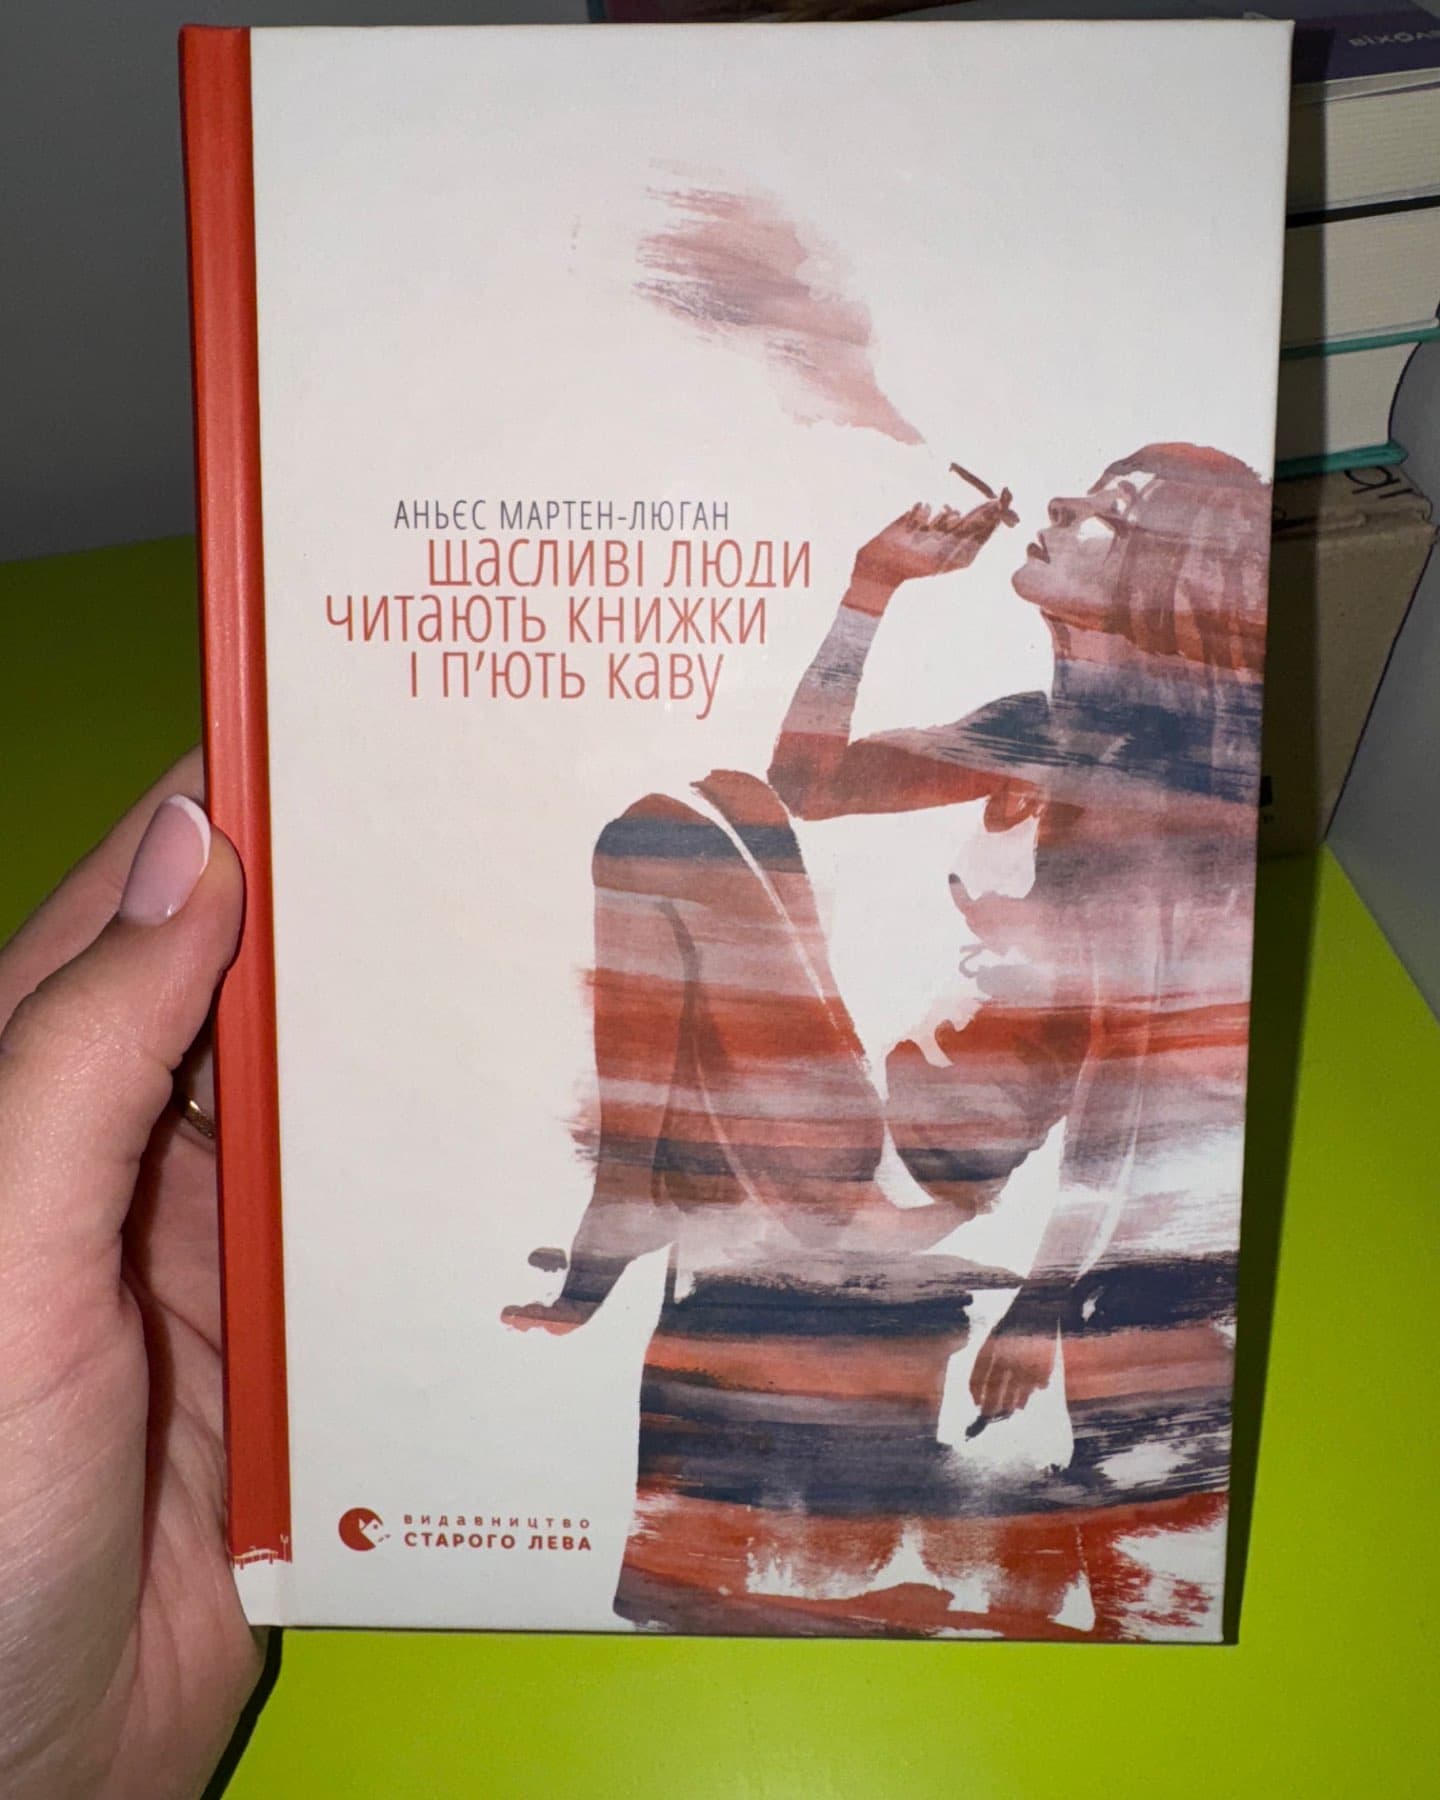 АНЬЄС МАРТЕН-ЛЮГАН
ЩАСЛИВІ ЛЮДИ
ЧИТАЮТЬ КНИЖКИ
І П'ЮТЬ КАВУ
ВИДАВНИЦТВО
СТАРОГО ЛЕВА